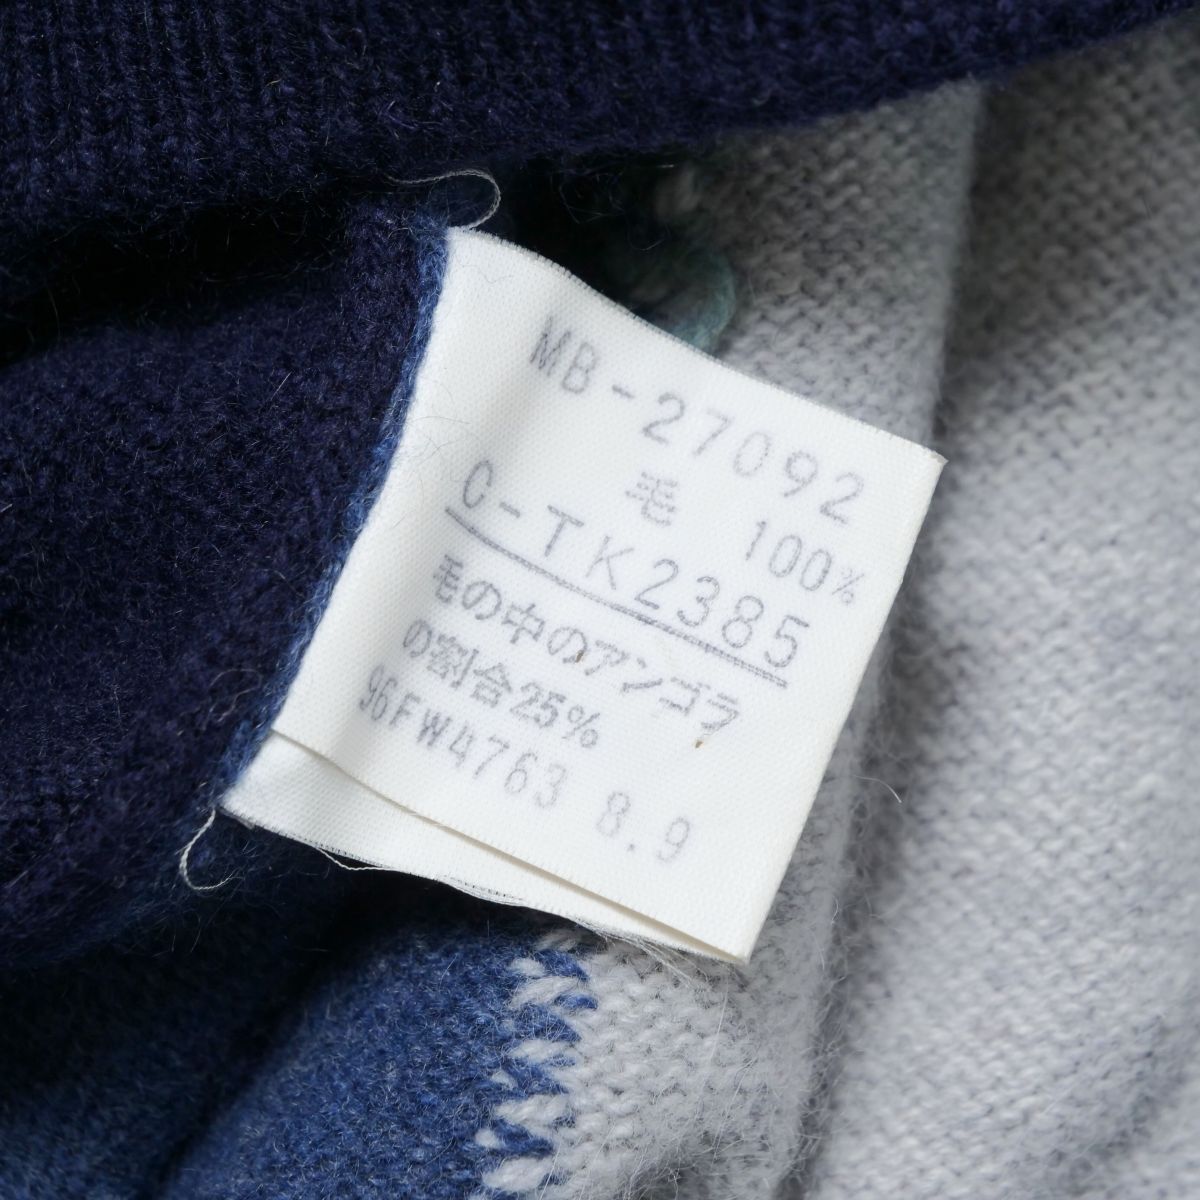 MB-27092
毛 100%
C-TK2385
毛の中のアンゴラ
の割合25%
96FW4763 8.9